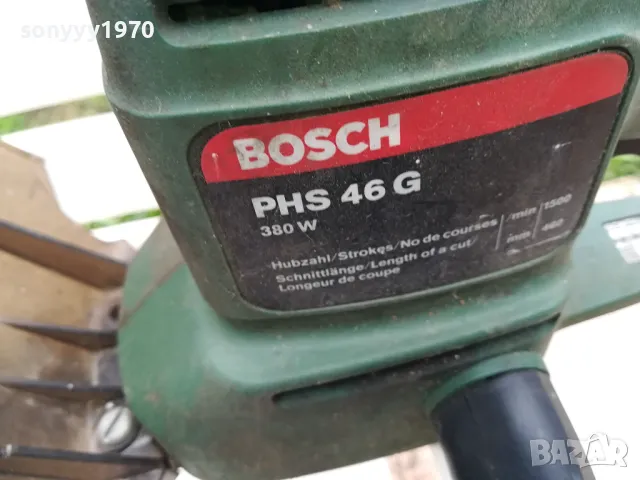 sonyyy1970
BOSCH
PHS 46 G
380 W
Hubzahl/Strokes/No de courses /min 1500
Schnittlänge/Length of a cut/ mm 460
Longeur de coupe
BAZAR